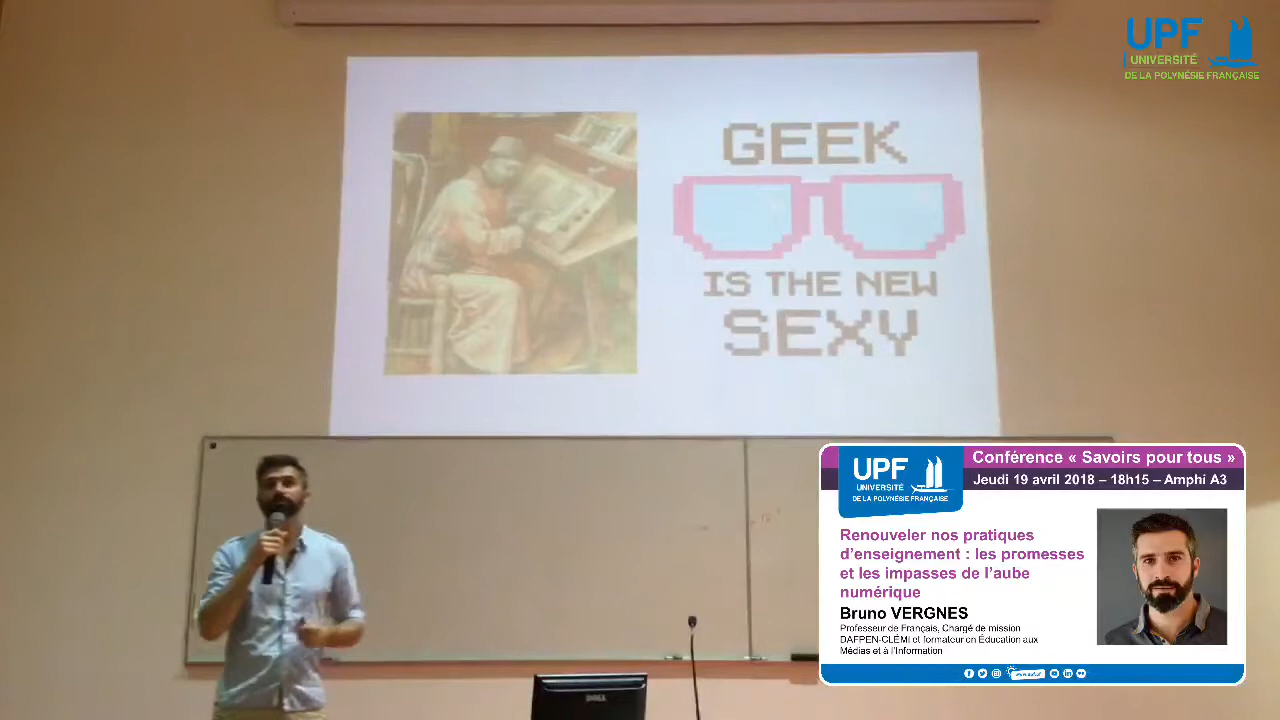 UPF
UNIVERSITÉ
DE LA POLYNÉSIE FRANÇAISE
GEEK
IS THE NEW
SEXY
UPF
UNIVERSITÉ
DE LA POLYNÉSIE FRANÇAISE
Conférence « Savoirs pour tous »
Jeudi 19 avril 2018 – 18h15 – Amphi A3
Renouveler nos pratiques
d'enseignement : les promesses
et les impasses de l'aube
numérique
Bruno VERGNES
Professeur de Français, Chargé de mission
DAFPEN-CLÉMI et formateur en Éducation aux
Médias et à l'Information
DELL